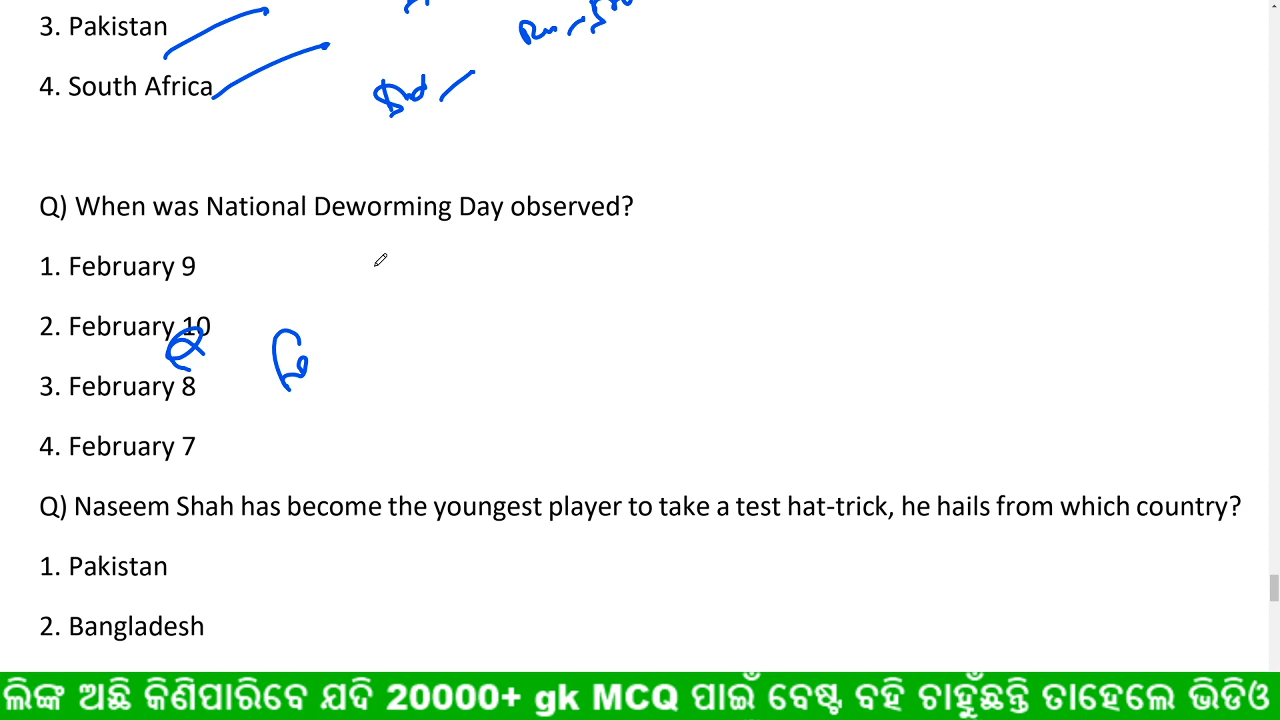 3. Pakistan
4. South Africa
Q) When was National Deworming Day observed?
1. February 9
2. February 10
3. February 8
4. February 7
Q) Naseem Shah has become the youngest player to take a test hat-trick, he hails from which country?
1. Pakistan
2. Bangladesh
ଲିଙ୍କ ଅଛି କିଣିପାରିବେ ଯଦି 20000+ gk MCQ ପାଇଁ ବେଷ୍ଟ ବହି ଚାହୁଁଛନ୍ତି ତାହେଲେ ଭିଡିଓ